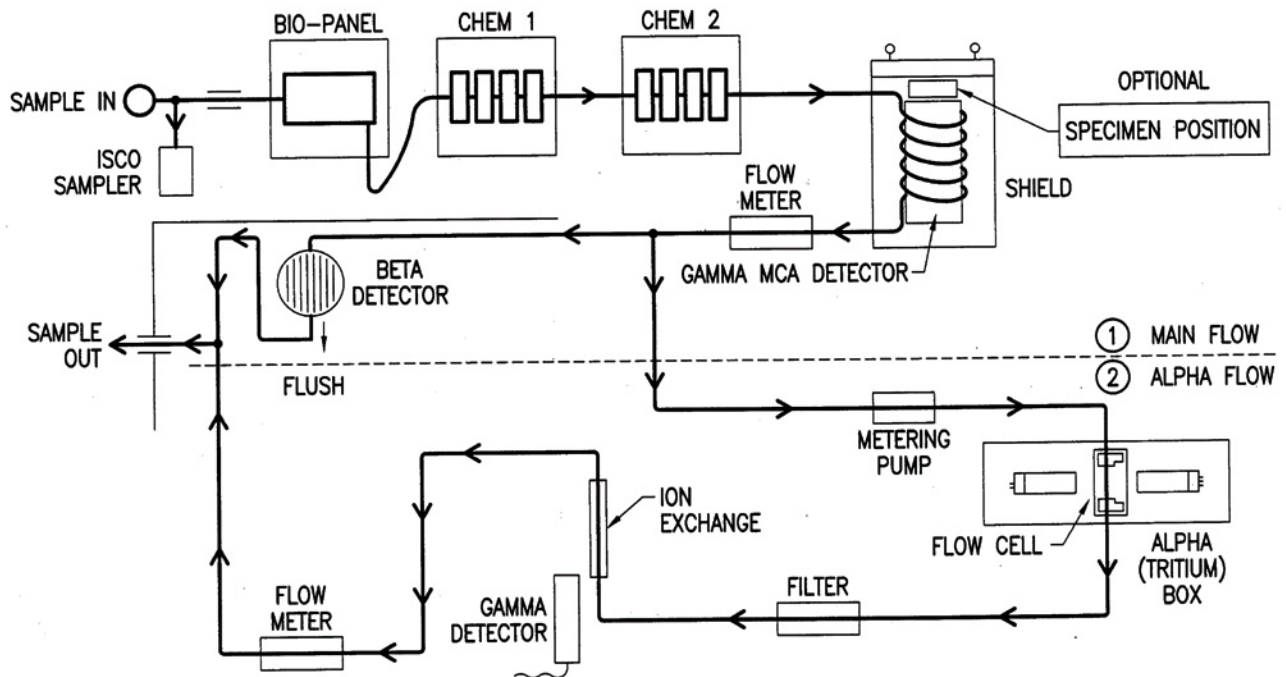 BIO-PANEL
CHEM 1
CHEM 2
SAMPLE IN
ISCO
SAMPLER
OPTIONAL
SPECIMEN POSITION
SHIELD
FLOW
METER
GAMMA MCA DETECTOR
BETA
DETECTOR
SAMPLE
OUT
FLUSH
1 MAIN FLOW
2 ALPHA FLOW
METERING
PUMP
FLOW CELL
ALPHA
(TRITIUM)
BOX
ION
EXCHANGE
FILTER
GAMMA
DETECTOR
FLOW
METER